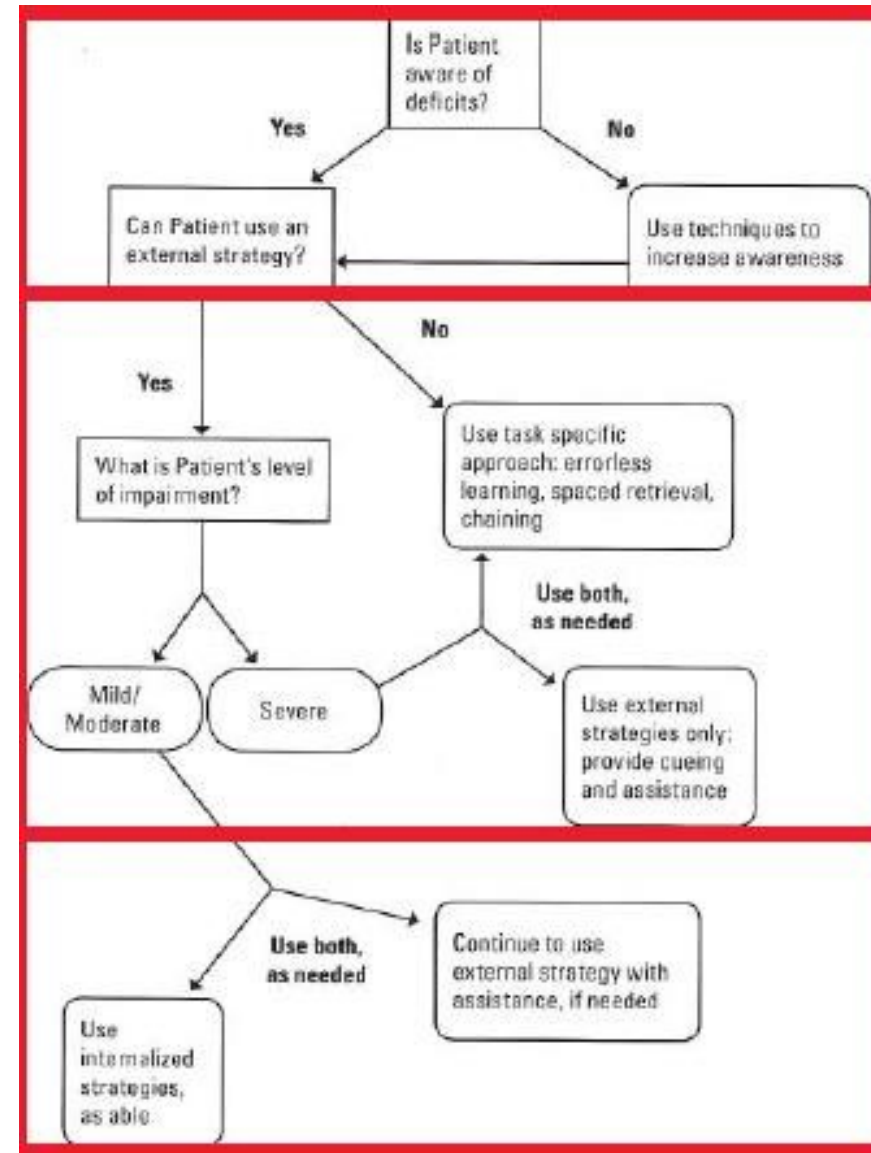 Is Patient
aware of
deficits?
Yes
No
Can Patient use an
external strategy?
Use techniques to
increase awareness
No
Yes
What is Patient's level
of impairment?
Use task specific
approach: errorless
learning, spaced retrieval,
chaining
Use both,
as needed
Mild/
Moderate
Severe
Use external
strategies only;
provide cueing
and assistance
Use both,
as needed
Continue to use
external strategy with
assistance, if needed
Use
internalized
strategies,
as able